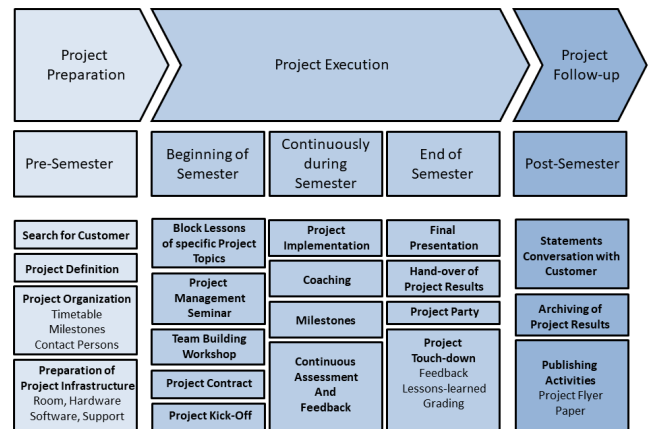 Project
Preparation
Project Execution
Project
Follow-up
Pre-Semester
Beginning of
Semester
Continuously
during
Semester
End of
Semester
Post-Semester
Search for Customer
Project Definition
Project Organization
Timetable
Milestones
Contact Persons
Preparation of
Project Infrastructure
Room, Hardware
Software, Support
Block Lessons
of specific Project
Topics
Project
Management
Seminar
Team Building
Workshop
Project Contract
Project Kick-Off
Project
Implementation
Coaching
Milestones
Continuous
Assessment
And
Feedback
Final
Presentation
Hand-over of
Project Results
Project Party
Project
Touch-down
Feedback
Lessons-learned
Grading
Statements
Conversation with
Customer
Archiving of
Project Results
Publishing
Activities
Project Flyer
Paper